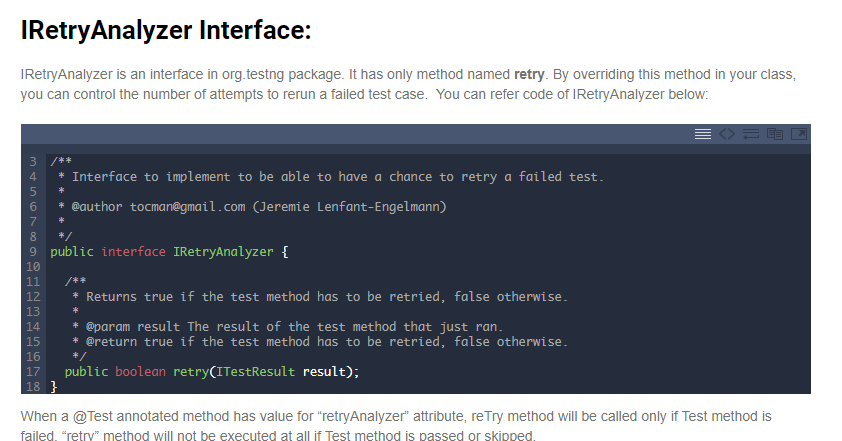 IRetryAnalyzer Interface:
IRetryAnalyzer is an interface in org.testng package. It has only method named retry. By overriding this method in your class,
you can control the number of attempts to rerun a failed test case.  You can refer code of IRetryAnalyzer below:
3 /**
4  * Interface to implement to be able to have a chance to retry a failed test.
5  *
6  * @author tocman@gmail.com (Jeremie Lenfant-Engelmann)
7  *
8  */
9 public interface IRetryAnalyzer {
10
11   /**
12    * Returns true if the test method has to be retried, false otherwise.
13    *
14    * @param result The result of the test method that just ran.
15    * @return true if the test method has to be retried, false otherwise.
16    */
17   public boolean retry(ITestResult result);
18 }
When a @Test annotated method has value for “retryAnalyzer” attribute, reTry method will be called only if Test method is
failed. “retry” method will not be executed at all if Test method is passed or skipped.